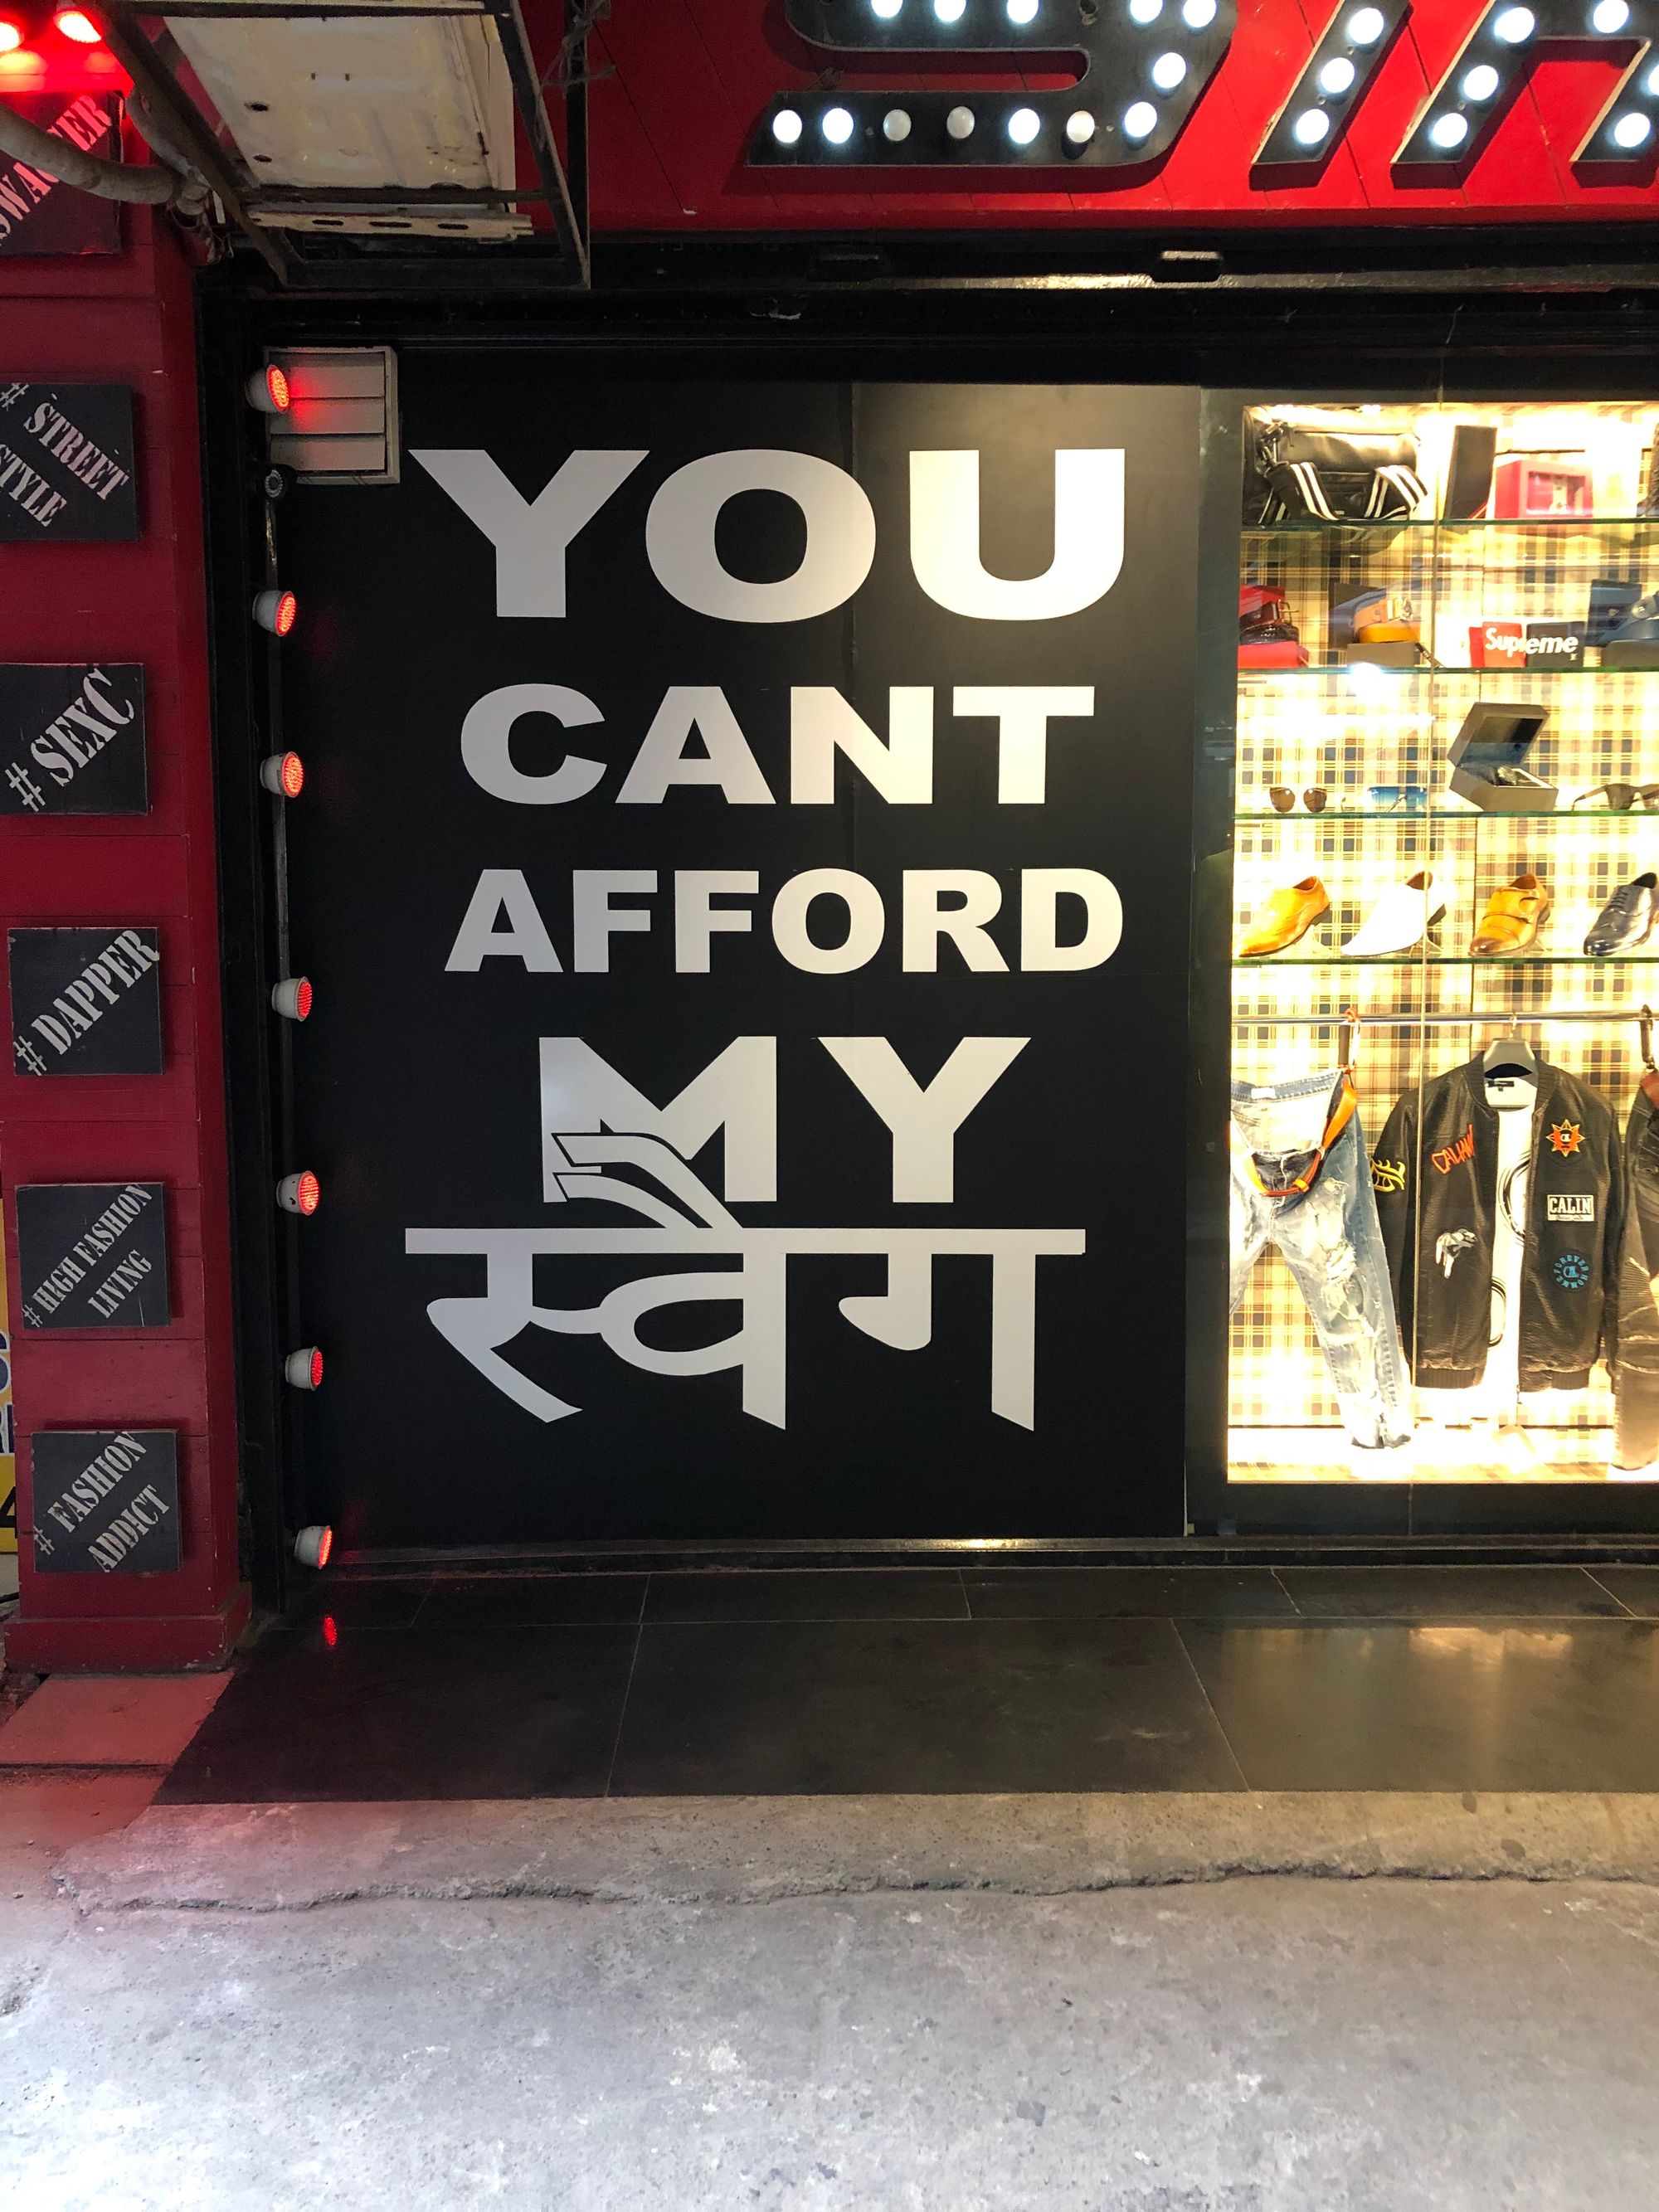 # STREET
STYLE
# SEXC
# DAPPER
# HIGH FASHION
LIVING
# FASHION
ADDICT
YOU
CANT
AFFORD
MY
स्वैग
Supreme
CALIN